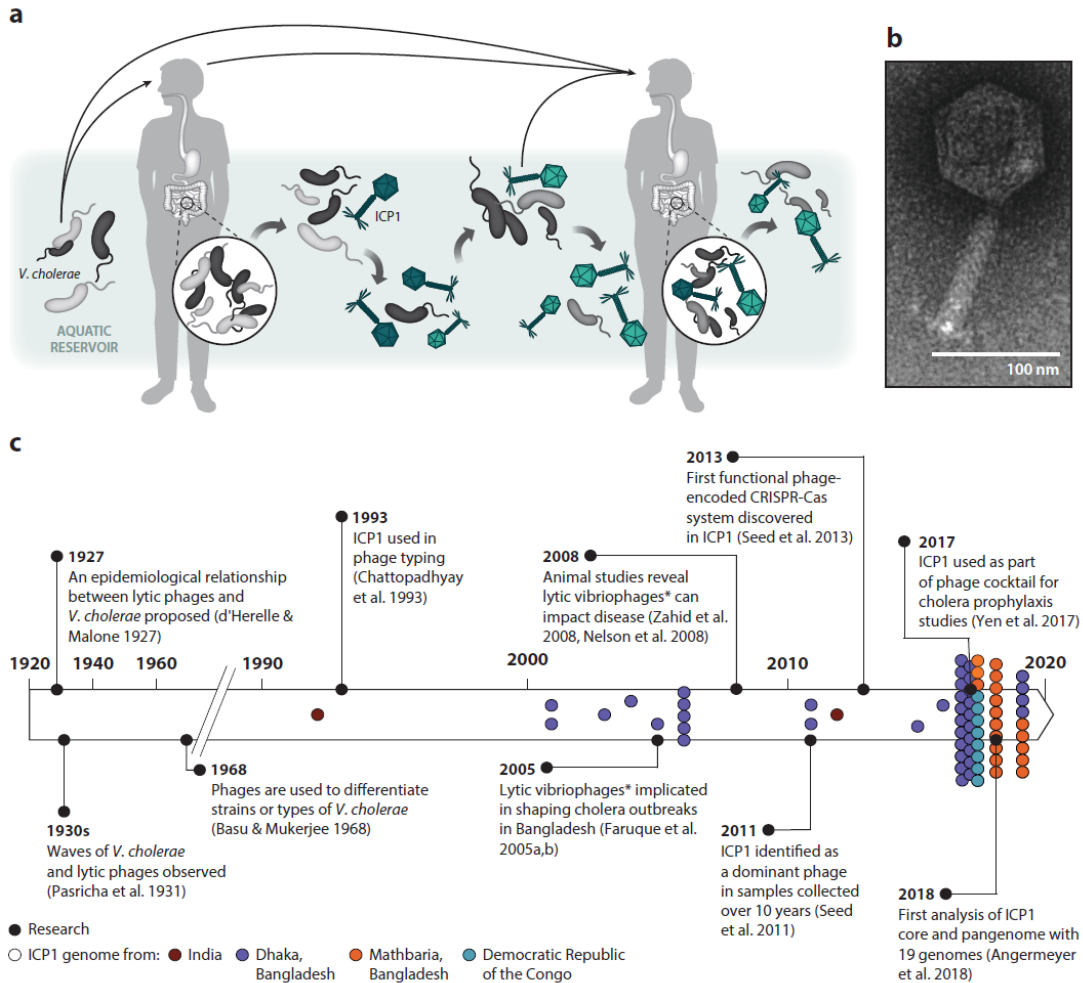 a
b
V. cholerae
ICP1
AQUATIC
RESERVOIR
100 nm
c
1927
An epidemiological relationship
between lytic phages and
V. cholerae proposed (d'Herelle &
Malone 1927)
1993
ICP1 used in
phage typing
(Chattopadhyay
et al. 1993)
2008
Animal studies reveal
lytic vibriophages* can
impact disease (Zahid et al.
2008, Nelson et al. 2008)
2013
First functional phage-
encoded CRISPR-Cas
system discovered
in ICP1 (Seed et al. 2013)
2017
ICP1 used as part
of phage cocktail for
cholera prophylaxis
studies (Yen et al. 2017)
1920 1940 1960 1990 2000 2010 2020
1930s
Waves of V. cholerae
and lytic phages observed
(Pasricha et al. 1931)
1968
Phages are used to differentiate
strains or types of V. cholerae
(Basu & Mukerjee 1968)
2005
Lytic vibriophages* implicated
in shaping cholera outbreaks
in Bangladesh (Faruque et al.
2005a,b)
2011
ICP1 identified as
a dominant phage
in samples collected
over 10 years (Seed
et al. 2011)
2018
First analysis of ICP1
core and pangenome with
19 genomes (Angermeyer
et al. 2018)
Research
ICP1 genome from: India Dhaka, Bangladesh Mathbaria, Bangladesh Democratic Republic of the Congo